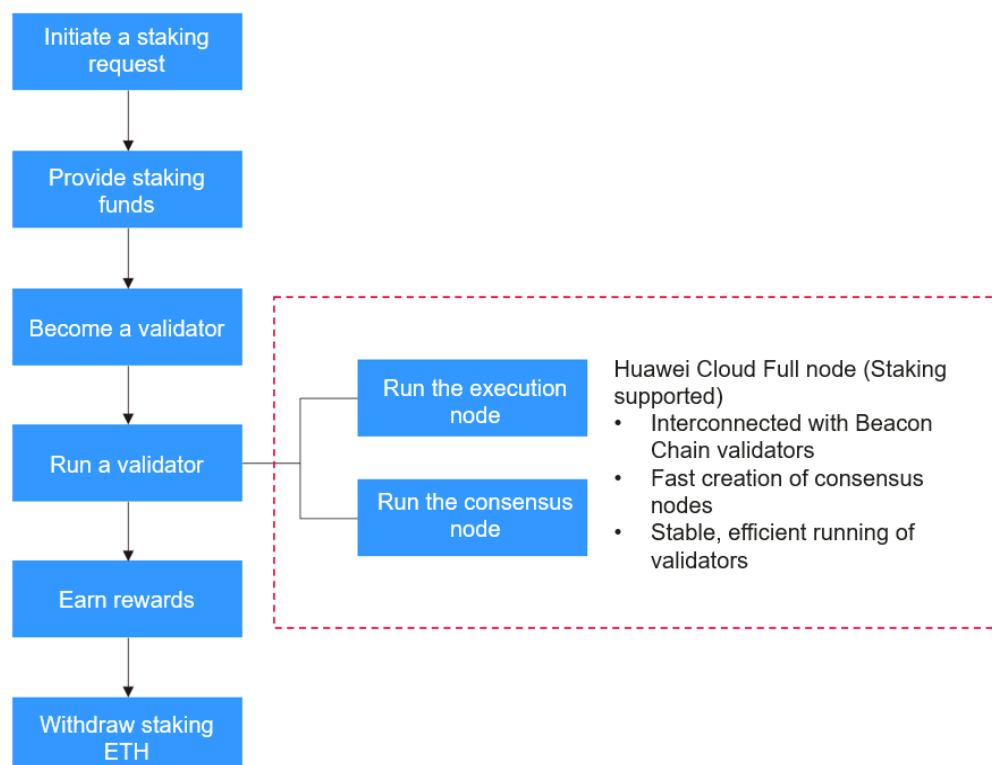 Initiate a staking
request
Provide staking
funds
Become a validator
Run a validator
Earn rewards
Withdraw staking
ETH
Run the execution
node
Run the consensus
node
Huawei Cloud Full node (Staking
supported)
• Interconnected with Beacon
Chain validators
• Fast creation of consensus
nodes
• Stable, efficient running of
validators